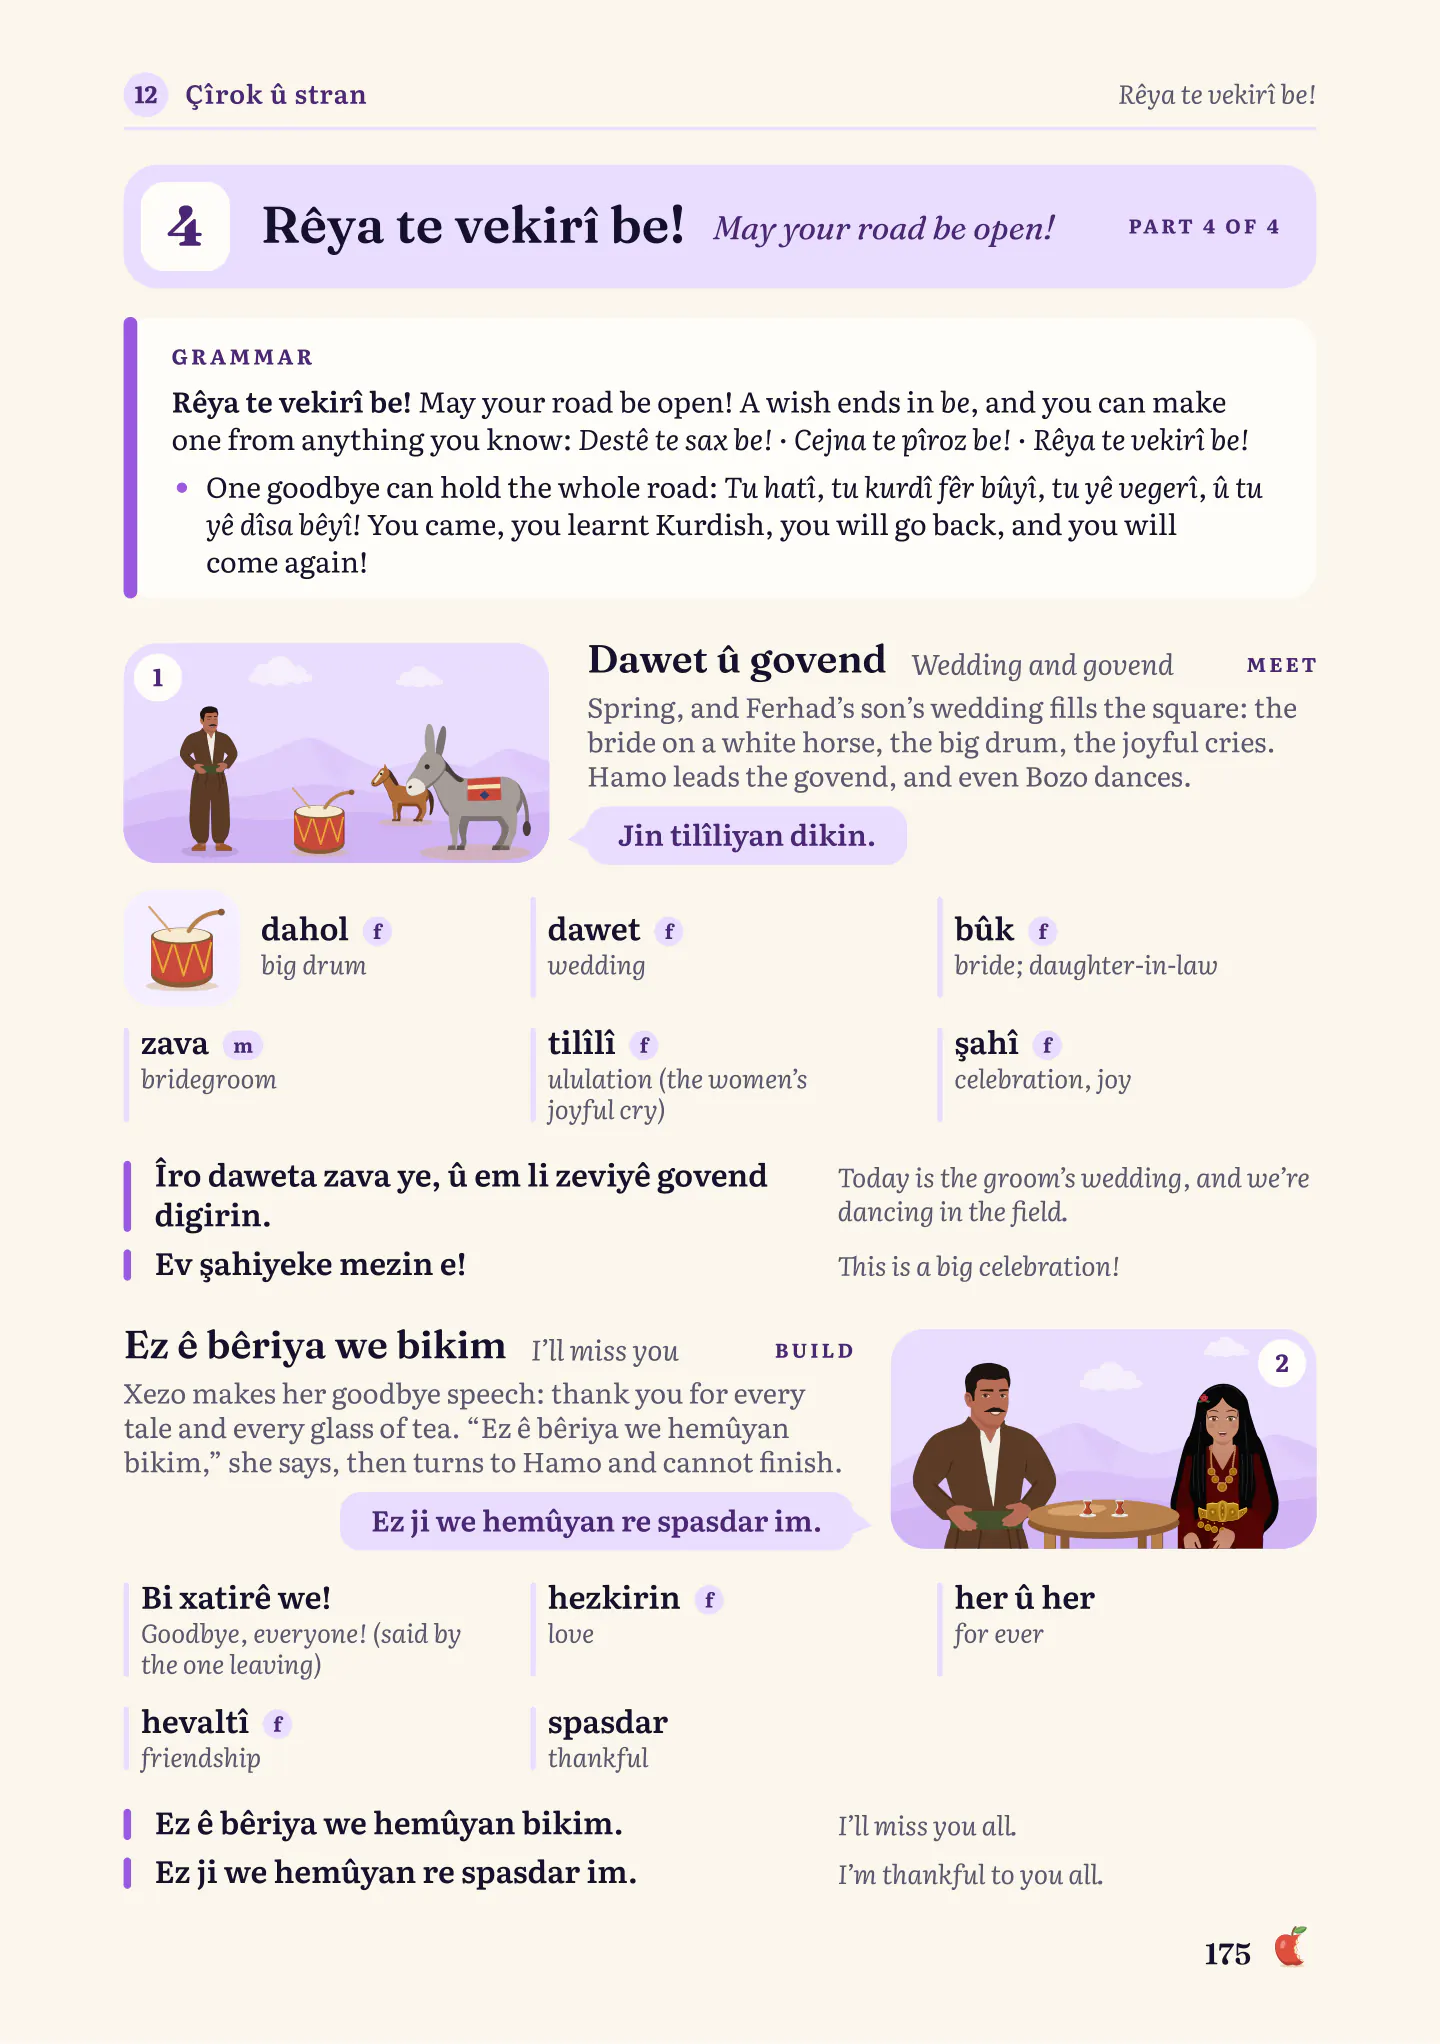 12 Çîrok û stran
Rêya te vekirî be!
4 Rêya te vekirî be! May your road be open! PART 4 OF 4
GRAMMAR
Rêya te vekirî be! May your road be open! A wish ends in be, and you can make
one from anything you know: Destê te sax be! · Cejna te pîroz be! · Rêya te vekirî be!
• One goodbye can hold the whole road: Tu hatî, tu kurdî fêr bûyî, tu yê vegerî, û tu
yê dîsa bêyî! You came, you learnt Kurdish, you will go back, and you will
come again!
1
Dawet û govend Wedding and govend MEET
Spring, and Ferhad’s son’s wedding fills the square: the
bride on a white horse, the big drum, the joyful cries.
Hamo leads the govend, and even Bozo dances.
Jin tilîliyan dikin.
dahol f
big drum
dawet f
wedding
bûk f
bride; daughter-in-law
zava m
bridegroom
tilîlî f
ululation (the women’s
joyful cry)
şahî f
celebration, joy
Îro daweta zava ye, û em li zeviyê govend
digirin.
Today is the groom’s wedding, and we’re
dancing in the field.
Ev şahiyeke mezin e!
This is a big celebration!
Ez ê bêriya we bikim I’ll miss you BUILD
Xezo makes her goodbye speech: thank you for every
tale and every glass of tea. “Ez ê bêriya we hemûyan
bikim,” she says, then turns to Hamo and cannot finish.
Ez ji we hemûyan re spasdar im.
2
Bi xatirê we!
Goodbye, everyone! (said by
the one leaving)
hezkirin f
love
her û her
for ever
hevaltî f
friendship
spasdar
thankful
Ez ê bêriya we hemûyan bikim.
I’ll miss you all.
Ez ji we hemûyan re spasdar im.
I’m thankful to you all.
175